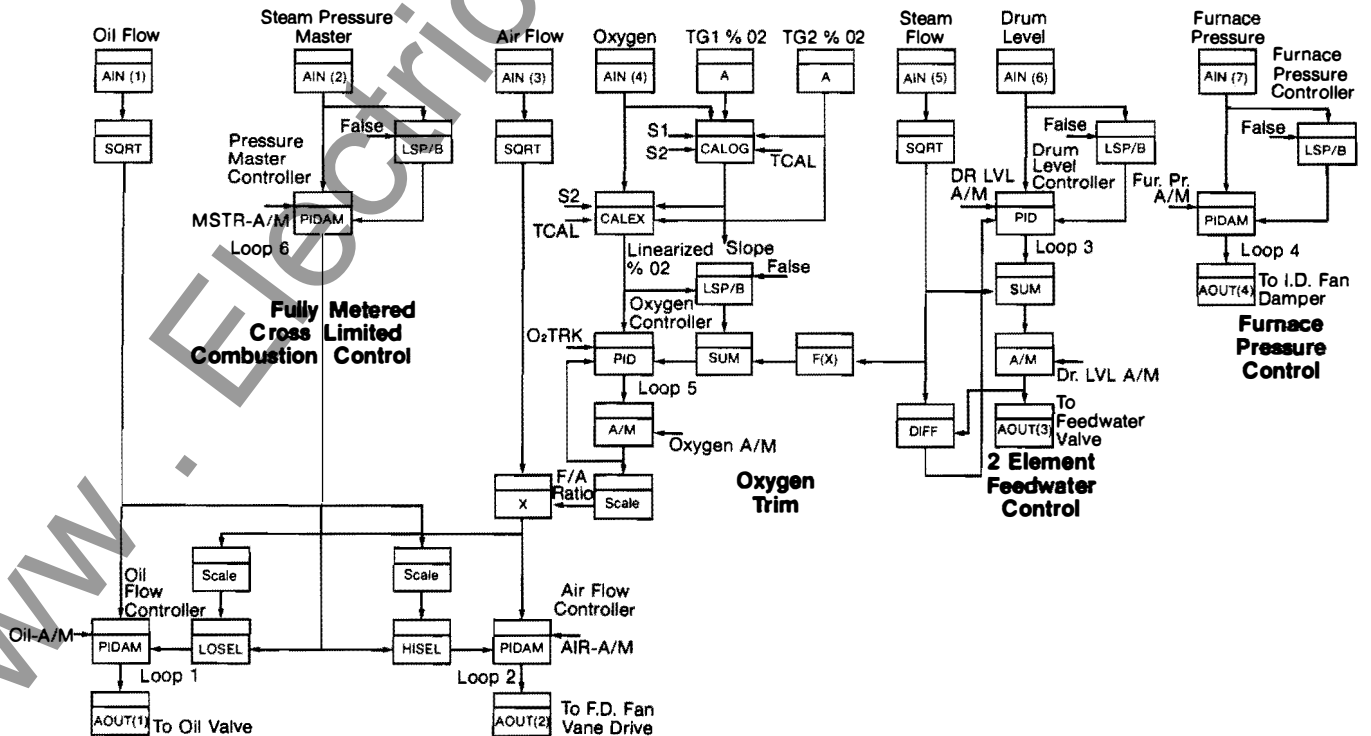 Oil Flow
AIN (1)
SQRT
Steam Pressure
Master
AIN (2)
False
LSP/B
Pressure
Master
Controller
MSTR-A/M
PIDAM
Loop 6
Fully Metered
Cross Limited
Combustion Control
Air Flow
AIN (3)
SQRT
Oxygen
AIN (4)
TG1 % 02
A
TG2 % 02
A
S1
S2
CALOG
TCAL
S2
TCAL
CALEX
Linearized
% 02
Slope
False
LSP/B
Oxygen
Controller
O2TRK
PID
SUM
F(X)
Loop 5
A/M
Oxygen A/M
F/A
Ratio
X
Scale
Oxygen
Trim
Steam
Flow
AIN (5)
SQRT
Drum
Level
AIN (6)
False
LSP/B
Drum
Level
Controller
DR LVL
A/M
PID
Loop 3
SUM
A/M
Dr. LVL A/M
DIFF
AOUT(3)
To
Feedwater
Valve
2 Element
Feedwater
Control
Furnace
Pressure
AIN (7)
Furnace
Pressure
Controller
False
LSP/B
Fur. Pr.
A/M
PIDAM
Loop 4
AOUT(4)
To I.D. Fan
Damper
Furnace
Pressure
Control
Scale
Scale
Oil
Flow
Controller
Air Flow
Controller
Oil-A/M
PIDAM
LOSEL
HISEL
PIDAM
AIR-A/M
Loop 1
Loop 2
AOUT(1)
To Oil Valve
AOUT(2)
To F.D. Fan
Vane Drive
ww . Electric